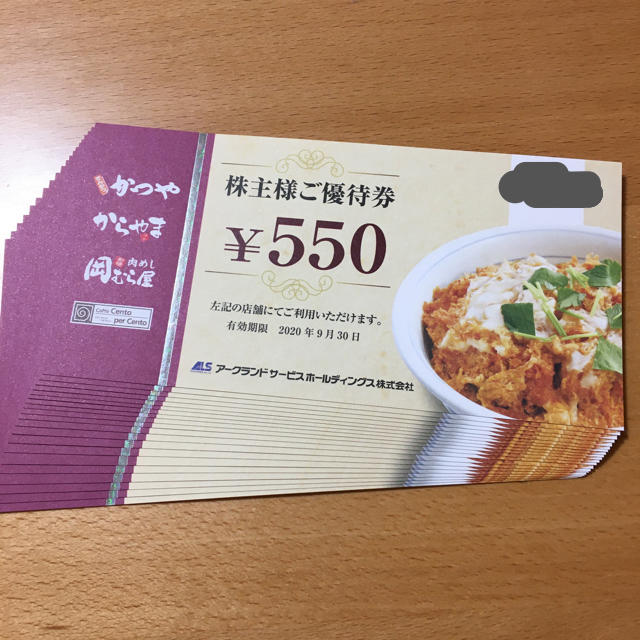 かつや
からやま
岡むら屋
肉めし
Caffè Cento
per Cento
株主様ご優待券
¥550
左記の店舗にてご利用いただけます。
有効期限 2020年9月30日
ALS アークランドサービスホールディングス株式会社